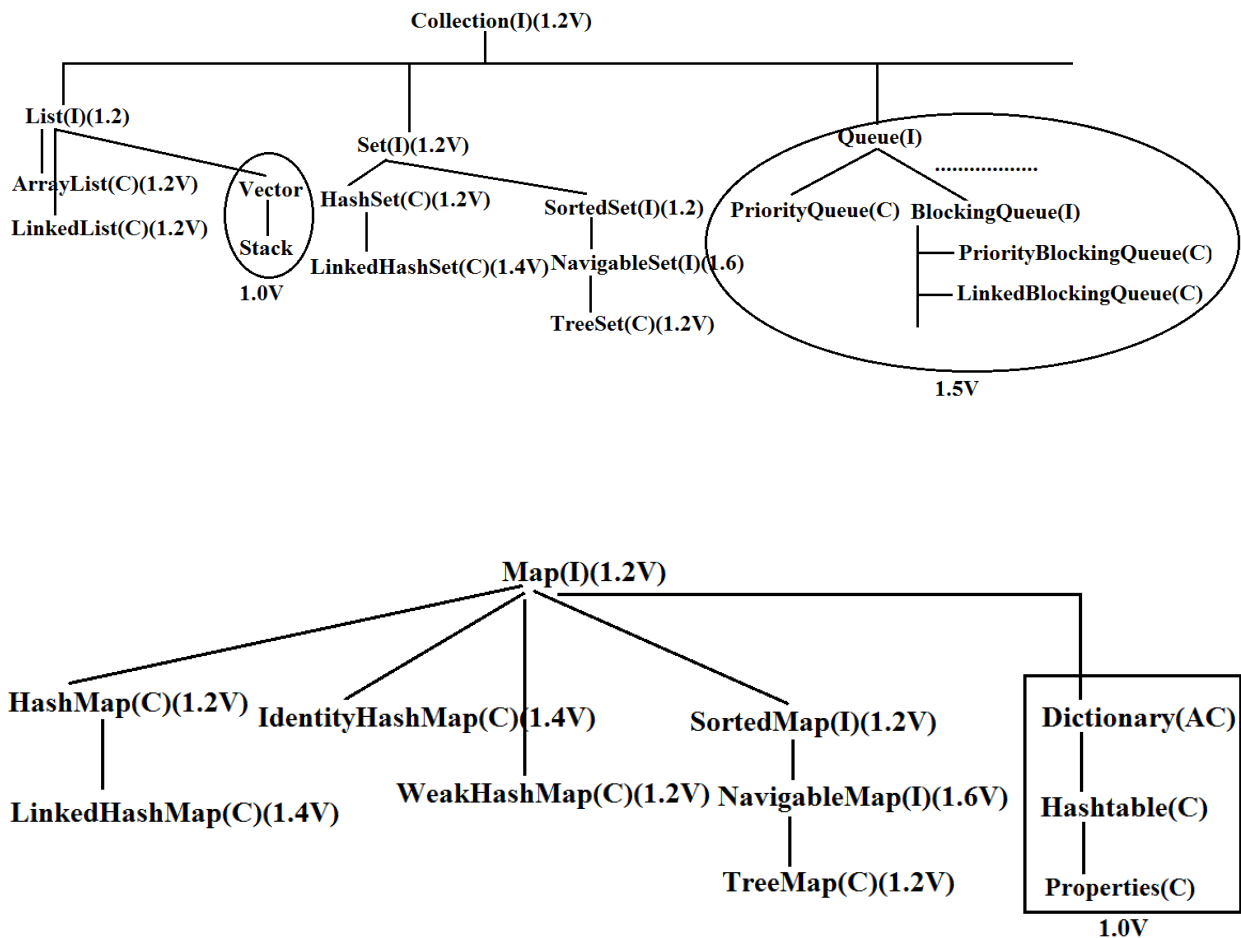 Collection(I)(1.2V)
List(I)(1.2)
ArrayList(C)(1.2V)
LinkedList(C)(1.2V)
Vector
Stack
1.0V
Set(I)(1.2V)
HashSet(C)(1.2V)
LinkedHashSet(C)(1.4V)
SortedSet(I)(1.2)
NavigableSet(I)(1.6)
TreeSet(C)(1.2V)
Queue(I)
...................
PriorityQueue(C)
BlockingQueue(I)
PriorityBlockingQueue(C)
LinkedBlockingQueue(C)
1.5V
Map(I)(1.2V)
HashMap(C)(1.2V)
LinkedHashMap(C)(1.4V)
IdentityHashMap(C)(1.4V)
WeakHashMap(C)(1.2V)
SortedMap(I)(1.2V)
NavigableMap(I)(1.6V)
TreeMap(C)(1.2V)
Dictionary(AC)
Hashtable(C)
Properties(C)
1.0V